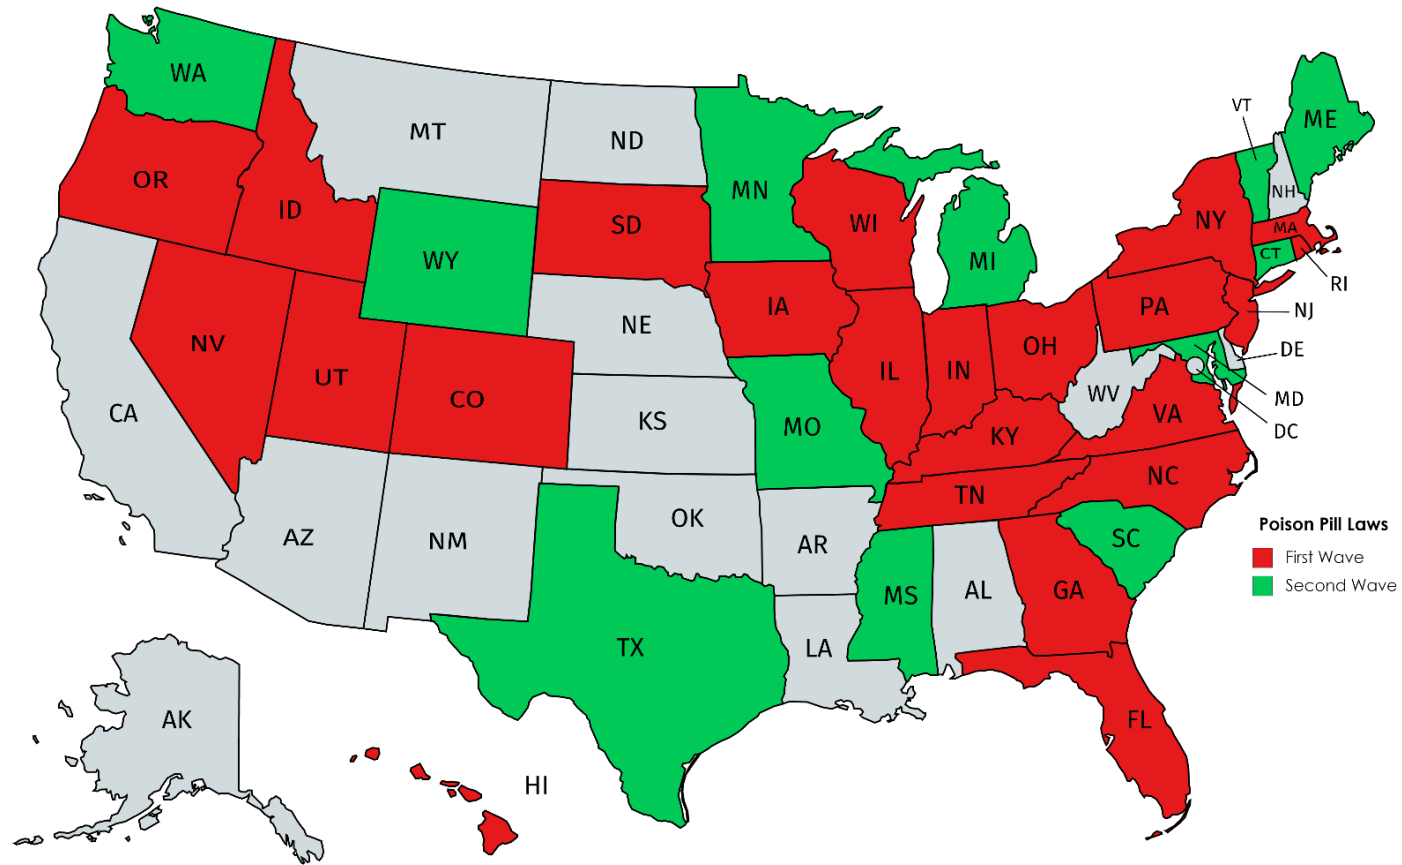 VT
WA
ME
MT
ND
OR
MN
ID
NH
SD
WI
NY
MA
WY
MI
CT
RI
IA
PA
NJ
NE
NV
OH
DE
UT
IL
IN
CO
WV
MD
CA
KS
VA
MO
KY
DC
NC
TN
OK
Poison Pill Laws
AZ
NM
AR
SC
First Wave
MS
AL
GA
Second Wave
TX
LA
AK
FL
HI